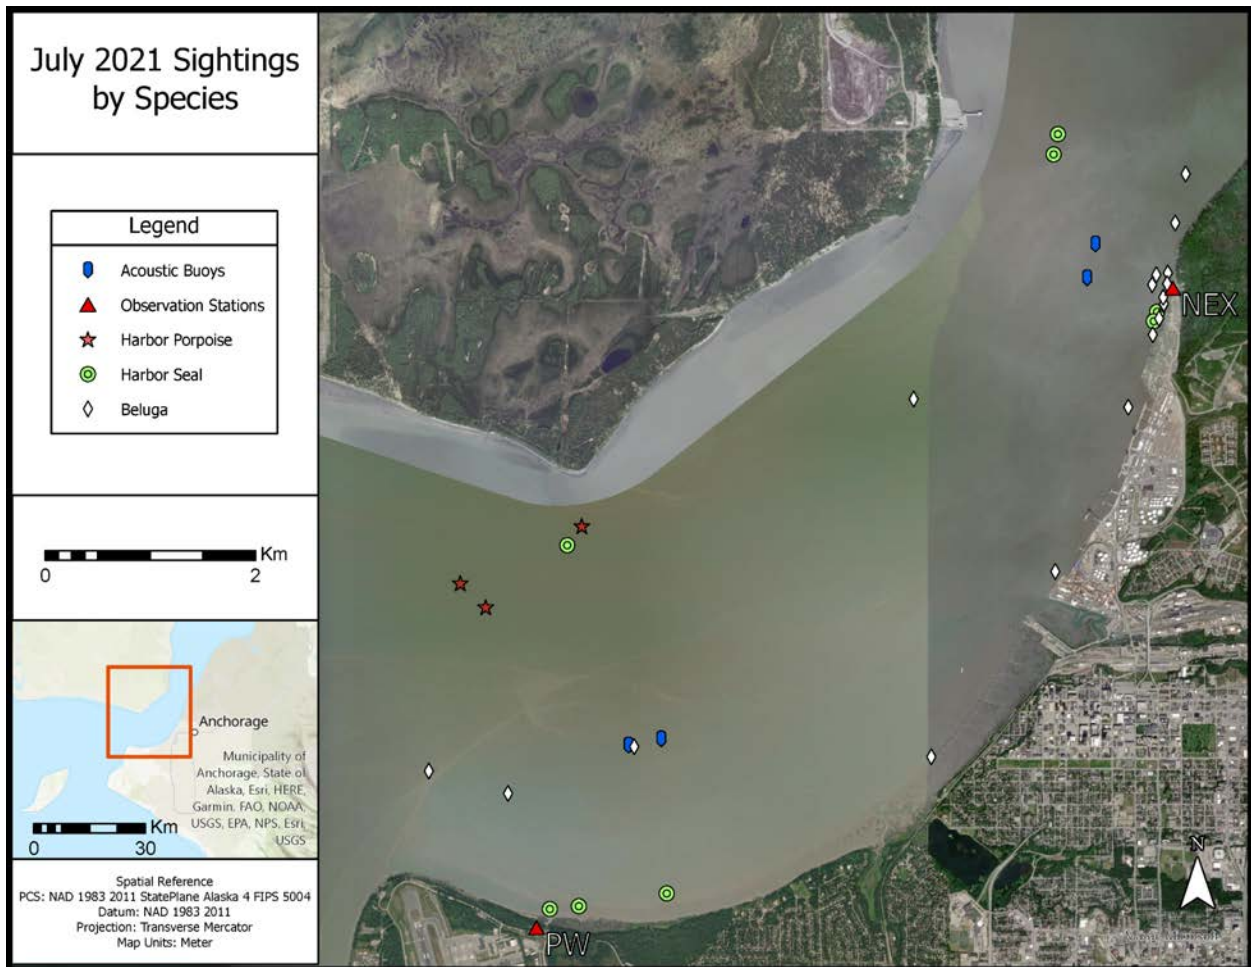 July 2021 Sightings
by Species
Legend
Acoustic Buoys
Observation Stations
Harbor Porpoise
Harbor Seal
Beluga
Km
0 2
Anchorage
Municipality of
Anchorage, State of
Alaska, Esri, HERE,
Garmin, FAO, NOAA,
USGS, EPA, NPS, Esri,
USGS
Km
0 30
Spatial Reference
PCS: NAD 1983 2011 StatePlane Alaska 4 FIPS 5004
Datum: NAD 1983 2011
Projection: Transverse Mercator
Map Units: Meter
NEX
PW
N